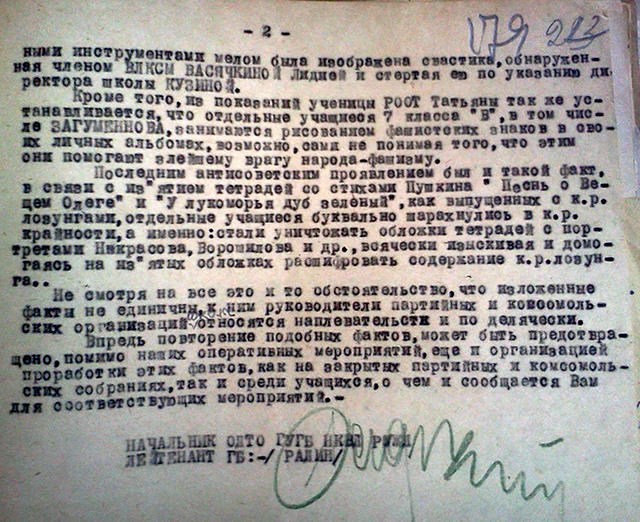 - 2 -
179 213
ными инструментами мелом была изображена свастика,обнаружен-
ная членом ВЛКСМ ВАСЯЧКИНОЙ Лидией и стертая ею по указанию ди-
ректора школы КУЗИНОЙ.
Кроме того,из показаний ученицы РООТ Татьяны так же ус-
танавливается,что отдельные учащиеся 7 класса "В",в том чис-
ле ЗАГУМЕННОВА,занимаются рисованием фашистских знаков в сво-
их личных альбомах,возможно,сами не понимая того,что этим
они помогают злейшему врагу народа-фашизму.
Последним антисоветским проявлением был и такой факт,
в связи с из"ятием тетрадей со стихами Пушкина " Песнь о Ве-
щем Олеге" и "У лукоморья дуб зелёный",как выпущенных с к.р.
ловунгами,отдельные учащиеся буквально шарахнулись в к.р.
крайности,а именно:стали уничтожать обложки тетрадей с пор-
третами Някрасова,Ворошилова и др.,всячески изыскивая и домо-
гаясь на из"ятых обложках расшифровать содержание к.р.ловун-
га..
Не смотря на все это и то обстоятельство,что изложенные
факты не единичны,к ним руководители партийных и комсомоль-
ских организаций относятся наплевательски и по делячески.
Впредь повторение подобных фактов,может быть предотвра-
щено,помимо наших оперативных мероприятий,еще и организацией
проработки этих фактов,как на закрытых партийных и комсомоль-
ских собраниях,так и среди учащихся,о чем и сообщается Вам
для соответствующих мероприятий.-
НАЧАЛЬНИК ОДТО ГУГБ НКВД
ЛЕЙТЕНАНТ ГБ:-/ /РАЛИН/